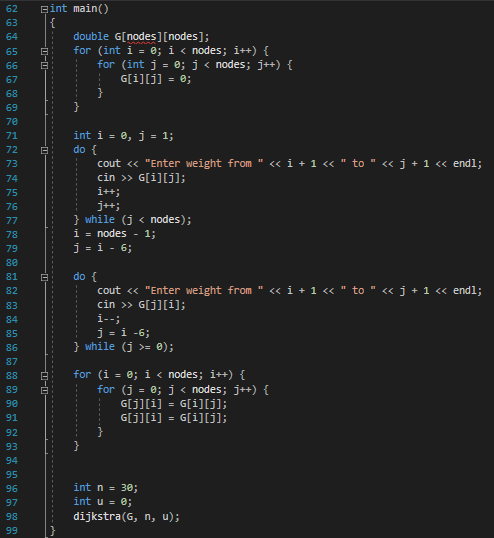 62 int main()
63 {
64 double G[nodes][nodes];
65 for (int i = 0; i < nodes; i++) {
66 for (int j = 0; j < nodes; j++) {
67 G[i][j] = 0;
68 }
69 }
70
71 int i = 0, j = 1;
72 do {
73 cout << "Enter weight from " << i + 1 << " to " << j + 1 << endl;
74 cin >> G[i][j];
75 i++;
76 j++;
77 } while (j < nodes);
78 i = nodes - 1;
79 j = i - 6;
80
81 do {
82 cout << "Enter weight from " << i + 1 << " to " << j + 1 << endl;
83 cin >> G[j][i];
84 i--;
85 j = i -6;
86 } while (j >= 0);
87
88 for (i = 0; i < nodes; i++) {
89 for (j = 0; j < nodes; j++) {
90 G[j][i] = G[i][j];
91 G[j][i] = G[i][j];
92 }
93 }
94
95
96 int n = 30;
97 int u = 0;
98 dijkstra(G, n, u);
99 }